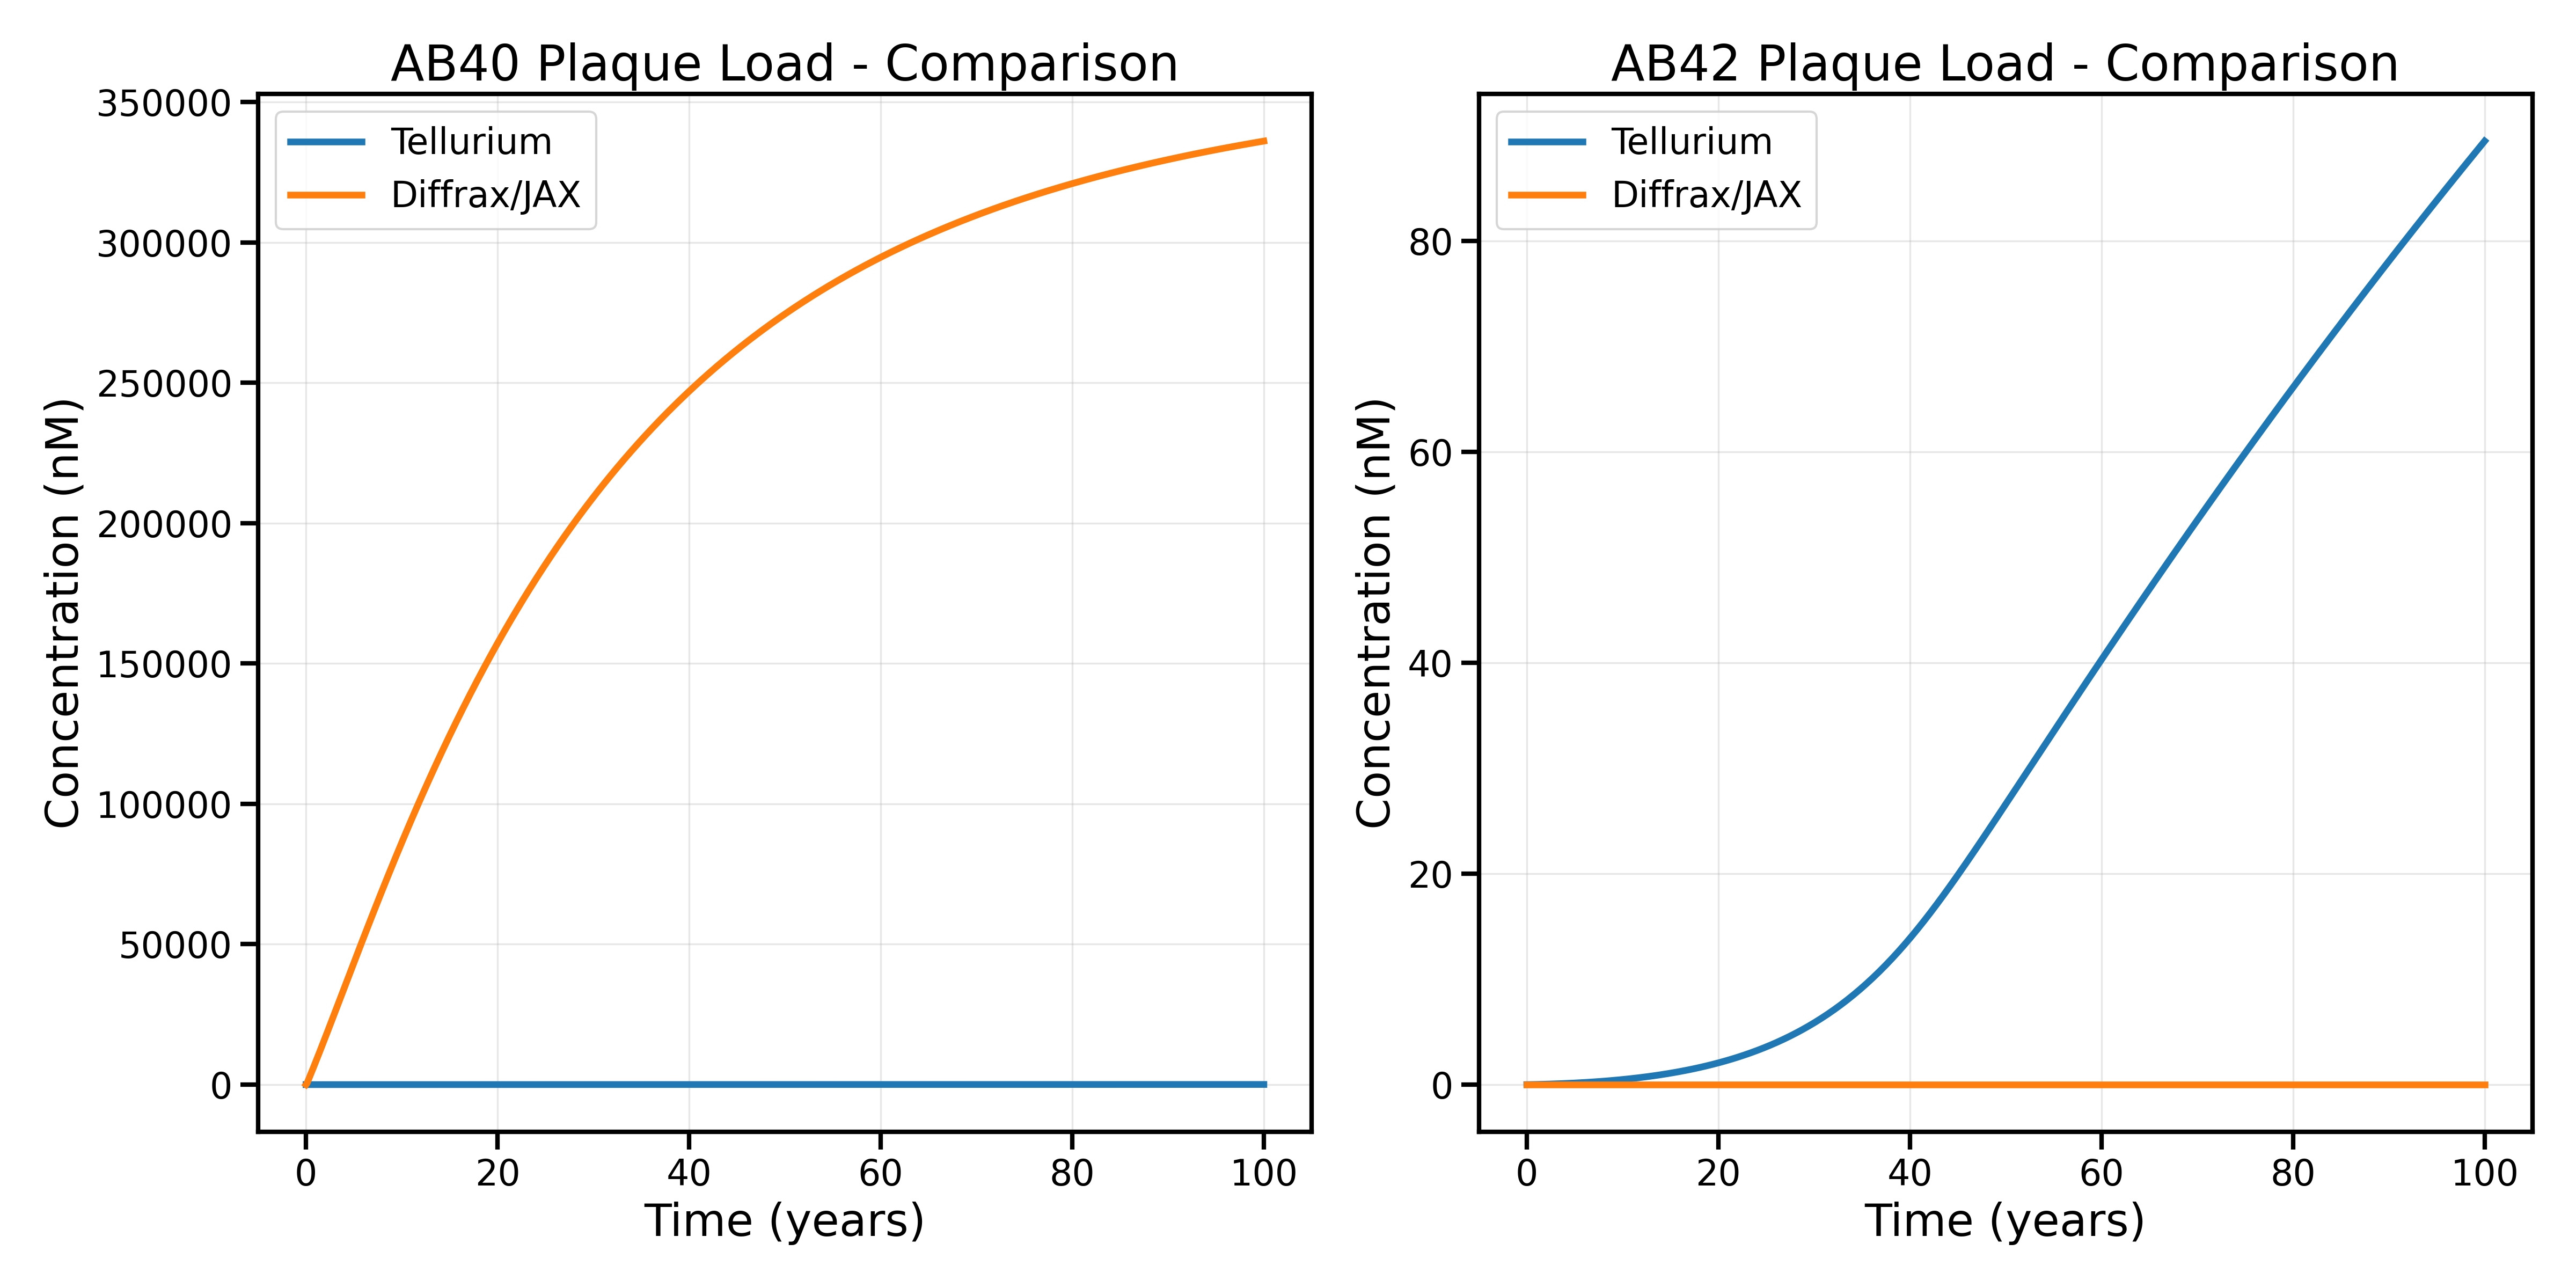 AB40 Plaque Load - Comparison
350000
300000
250000
200000
150000
100000
50000
0
Concentration (nM)
Tellurium
Diffrax/JAX
0 20 40 60 80 100
Time (years)
AB42 Plaque Load - Comparison
80
60
40
20
0
Concentration (nM)
Tellurium
Diffrax/JAX
0 20 40 60 80 100
Time (years)